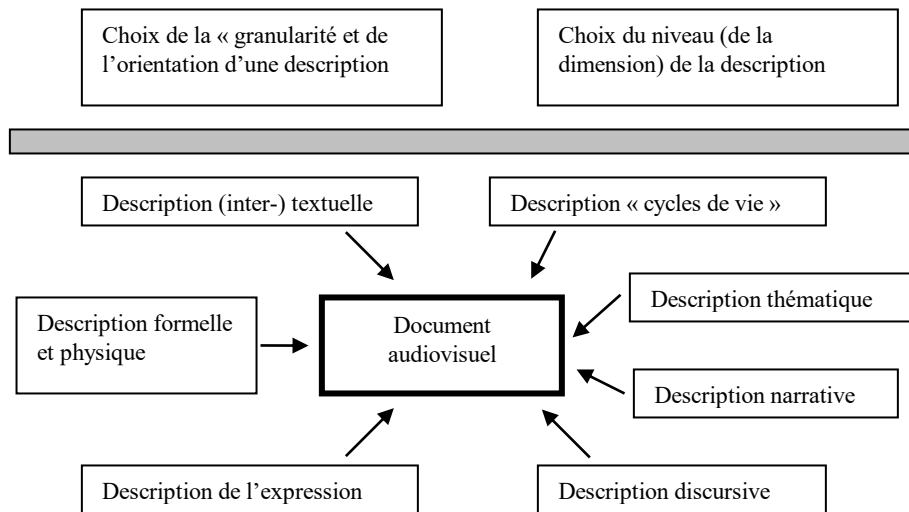 Choix de la « granularité et de
l’orientation d’une description
Choix du niveau (de la
dimension) de la description
Description (inter-) textuelle
Description « cycles de vie »
Description thématique
Description formelle
et physique
Document
audiovisuel
Description narrative
Description de l’expression
Description discursive